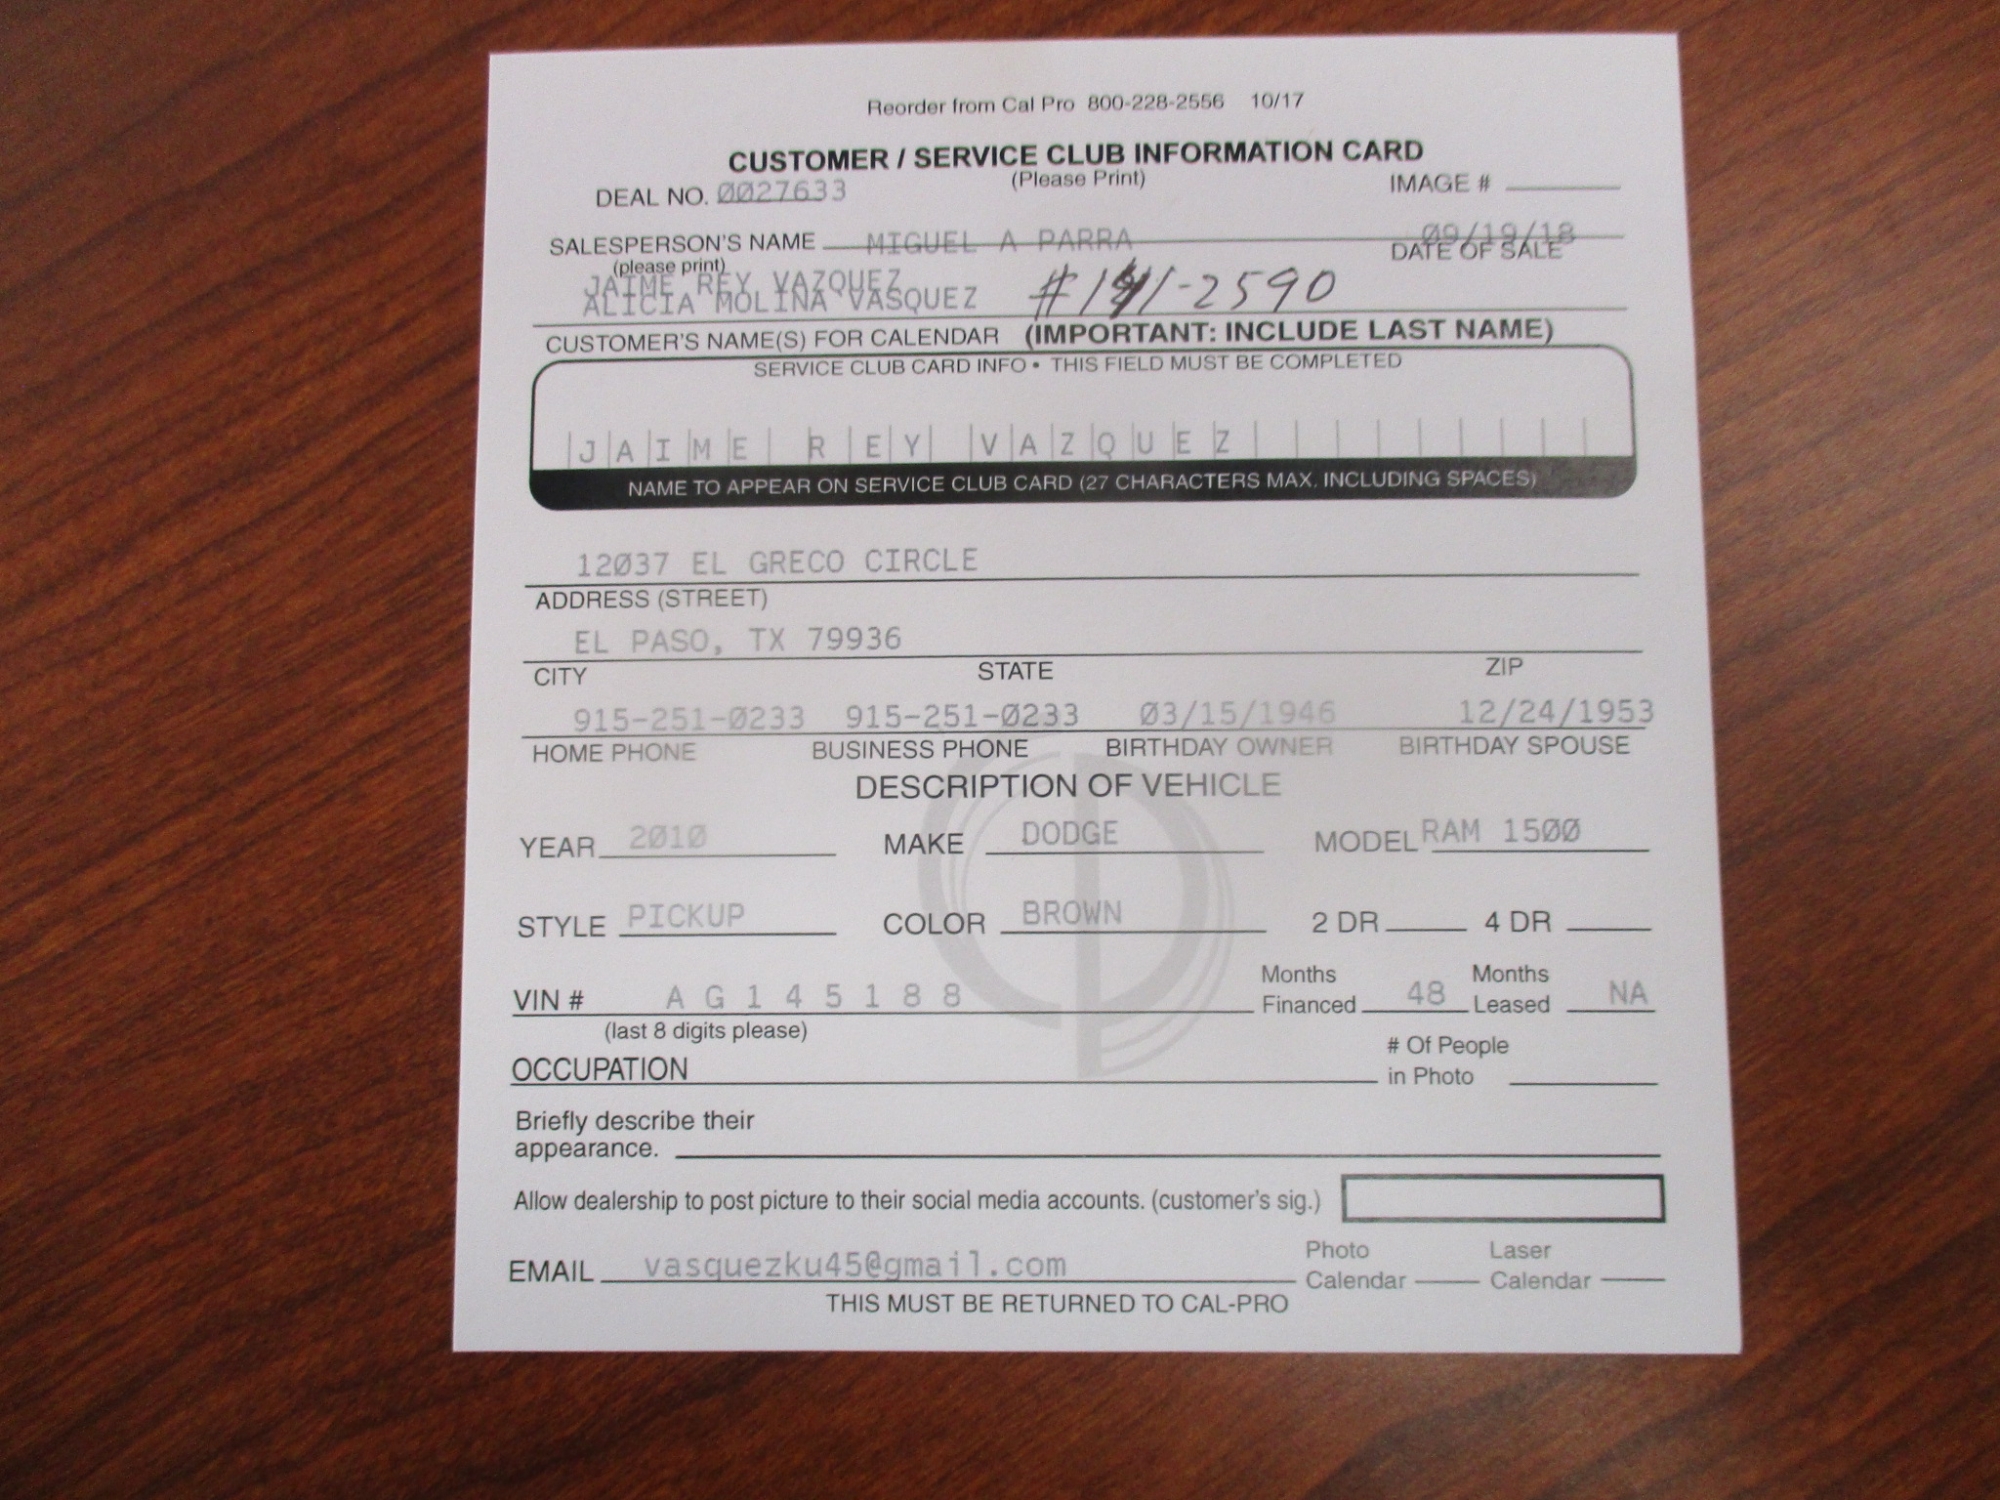 Reorder from Cal Pro 800-228-2556 10/17
CUSTOMER / SERVICE CLUB INFORMATION CARD
(Please Print)
DEAL NO. 0027633 IMAGE #
SALESPERSON'S NAME MIGUEL A PARRA 09/19/18
(please print) DATE OF SALE
JAIME REY VAZQUEZ
ALICIA MOLINA VASQUEZ -2590
CUSTOMER'S NAME(S) FOR CALENDAR (IMPORTANT: INCLUDE LAST NAME)
SERVICE CLUB CARD INFO • THIS FIELD MUST BE COMPLETED
JAIME REY VAZQUEZ
NAME TO APPEAR ON SERVICE CLUB CARD (27 CHARACTERS MAX. INCLUDING SPACES)
12037 EL GRECO CIRCLE
ADDRESS (STREET)
EL PASO, TX 79936
CITY STATE ZIP
915-251-0233 915-251-0233 03/15/1946 12/24/1953
HOME PHONE BUSINESS PHONE BIRTHDAY OWNER BIRTHDAY SPOUSE
DESCRIPTION OF VEHICLE
YEAR 2010 MAKE DODGE MODEL RAM 1500
STYLE PICKUP COLOR BROWN 2 DR 4 DR
Months Months
VIN # AG145188 Financed 48 Leased NA
(last 8 digits please)
# Of People
OCCUPATION in Photo
Briefly describe their
appearance.
Allow dealership to post picture to their social media accounts. (customer's sig.)
Photo Laser
EMAIL vasquezku45@gmail.com Calendar Calendar
THIS MUST BE RETURNED TO CAL-PRO